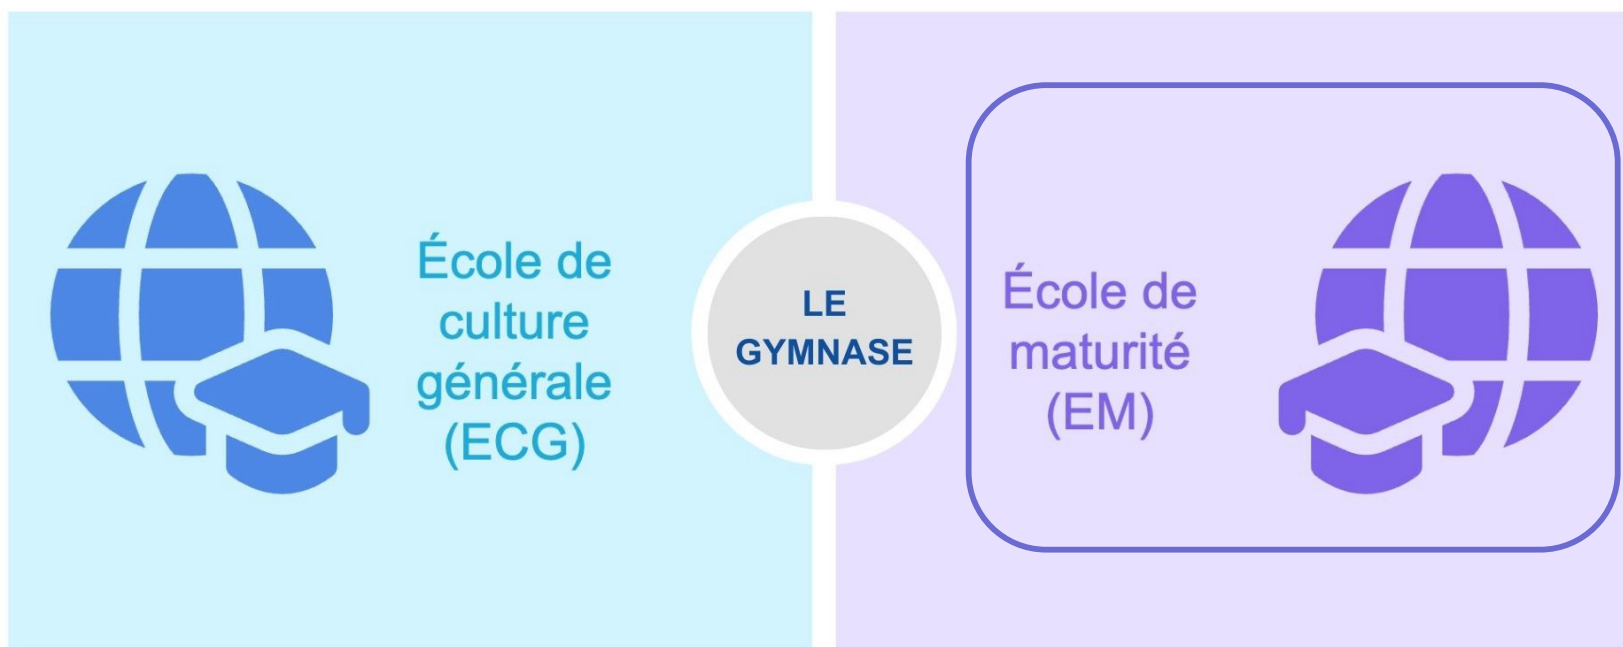 École de
culture
générale
(ECG)
LE
GYMNASE
École de
maturité
(EM)